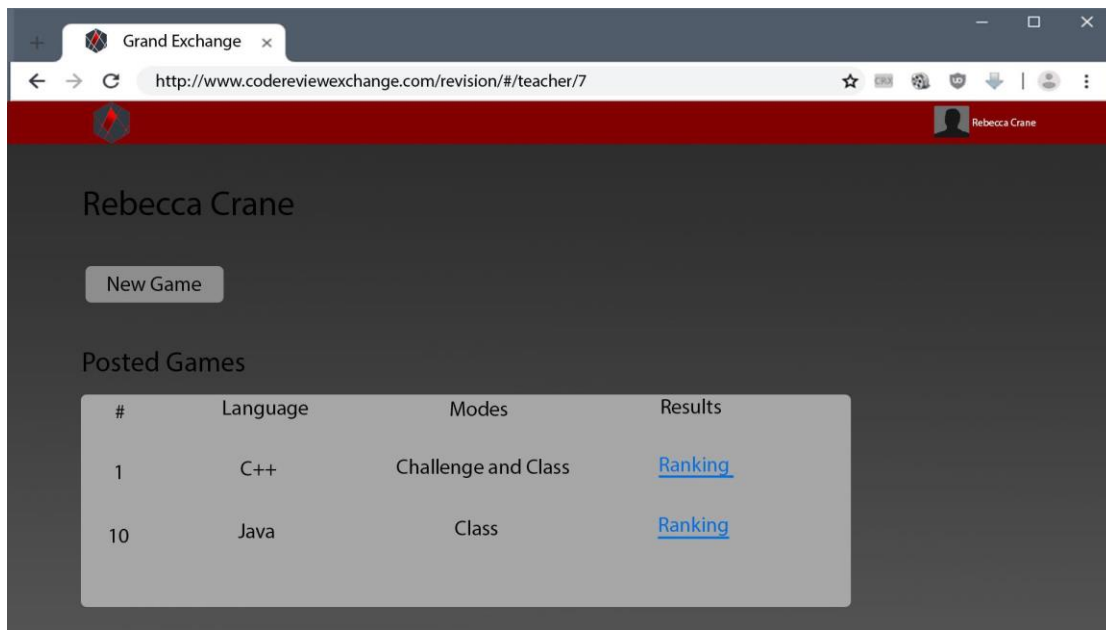 Grand Exchange
http://www.codereviewexchange.com/revision/#/teacher/7
Rebecca Crane
Rebecca Crane
New Game
Posted Games
# Language Modes Results
1 C++ Challenge and Class Ranking
10 Java Class Ranking